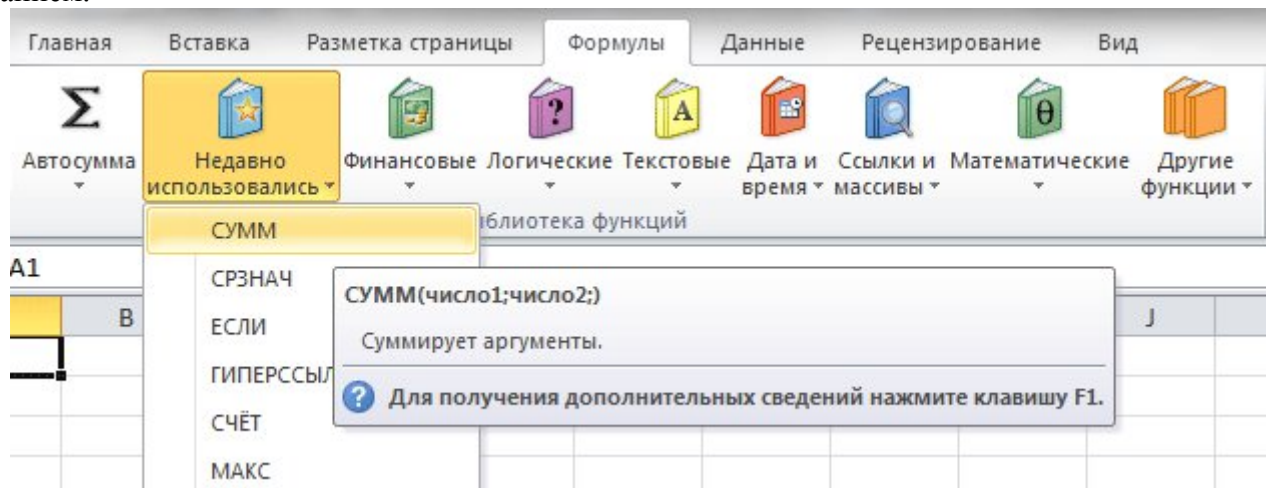 Главная Вставка Разметка страницы Формулы Данные Рецензирование Вид
Автосумма Недавно использовались Финансовые Логические Текстовые Дата и время Ссылки и массивы Математические Другие функции
иблиотека функций
СУММ
A1
СРЗНАЧ
СУММ(число1;число2;)
B
J
ЕСЛИ
Суммирует аргументы.
ГИПЕРССЫЛ
Для получения дополнительных сведений нажмите клавишу F1.
СЧЁТ
МАКС